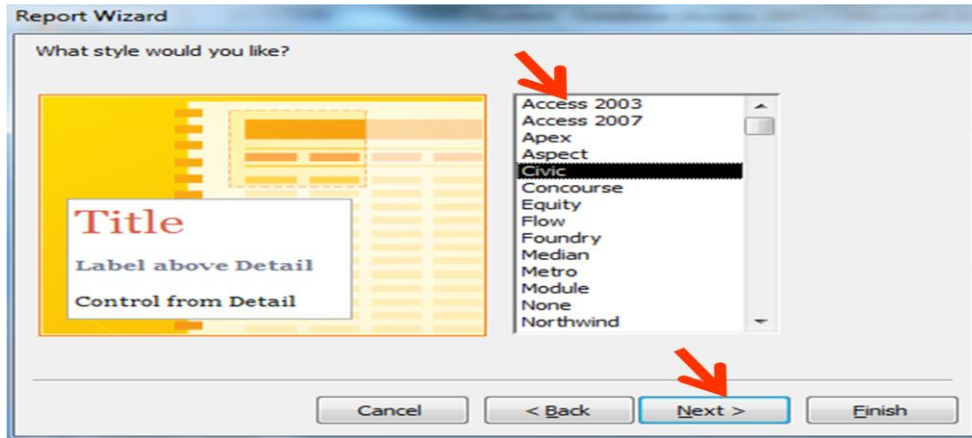 Report Wizard
What style would you like?
Title
Label above Detail
Control from Detail
Access 2003
Access 2007
Apex
Aspect
Civic
Concourse
Equity
Flow
Foundry
Median
Metro
Module
None
Northwind
Cancel
< Back
Next >
Finish